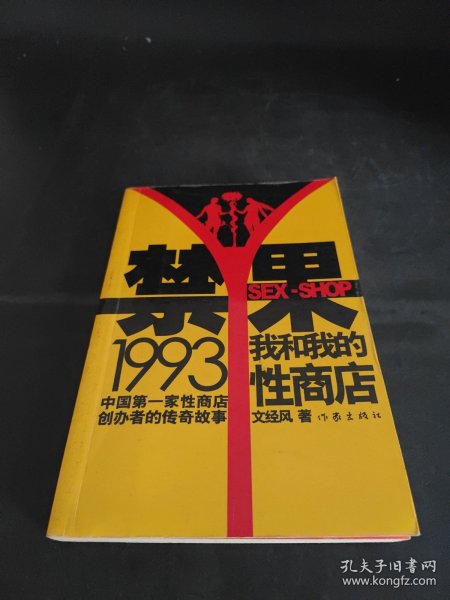 禁果
SEX-SHOP
1993
我和我的
性商店
中国第一家性商店
创办者的传奇故事
文经风 著 作家出版社
孔夫子旧书网
www.kongfz.com